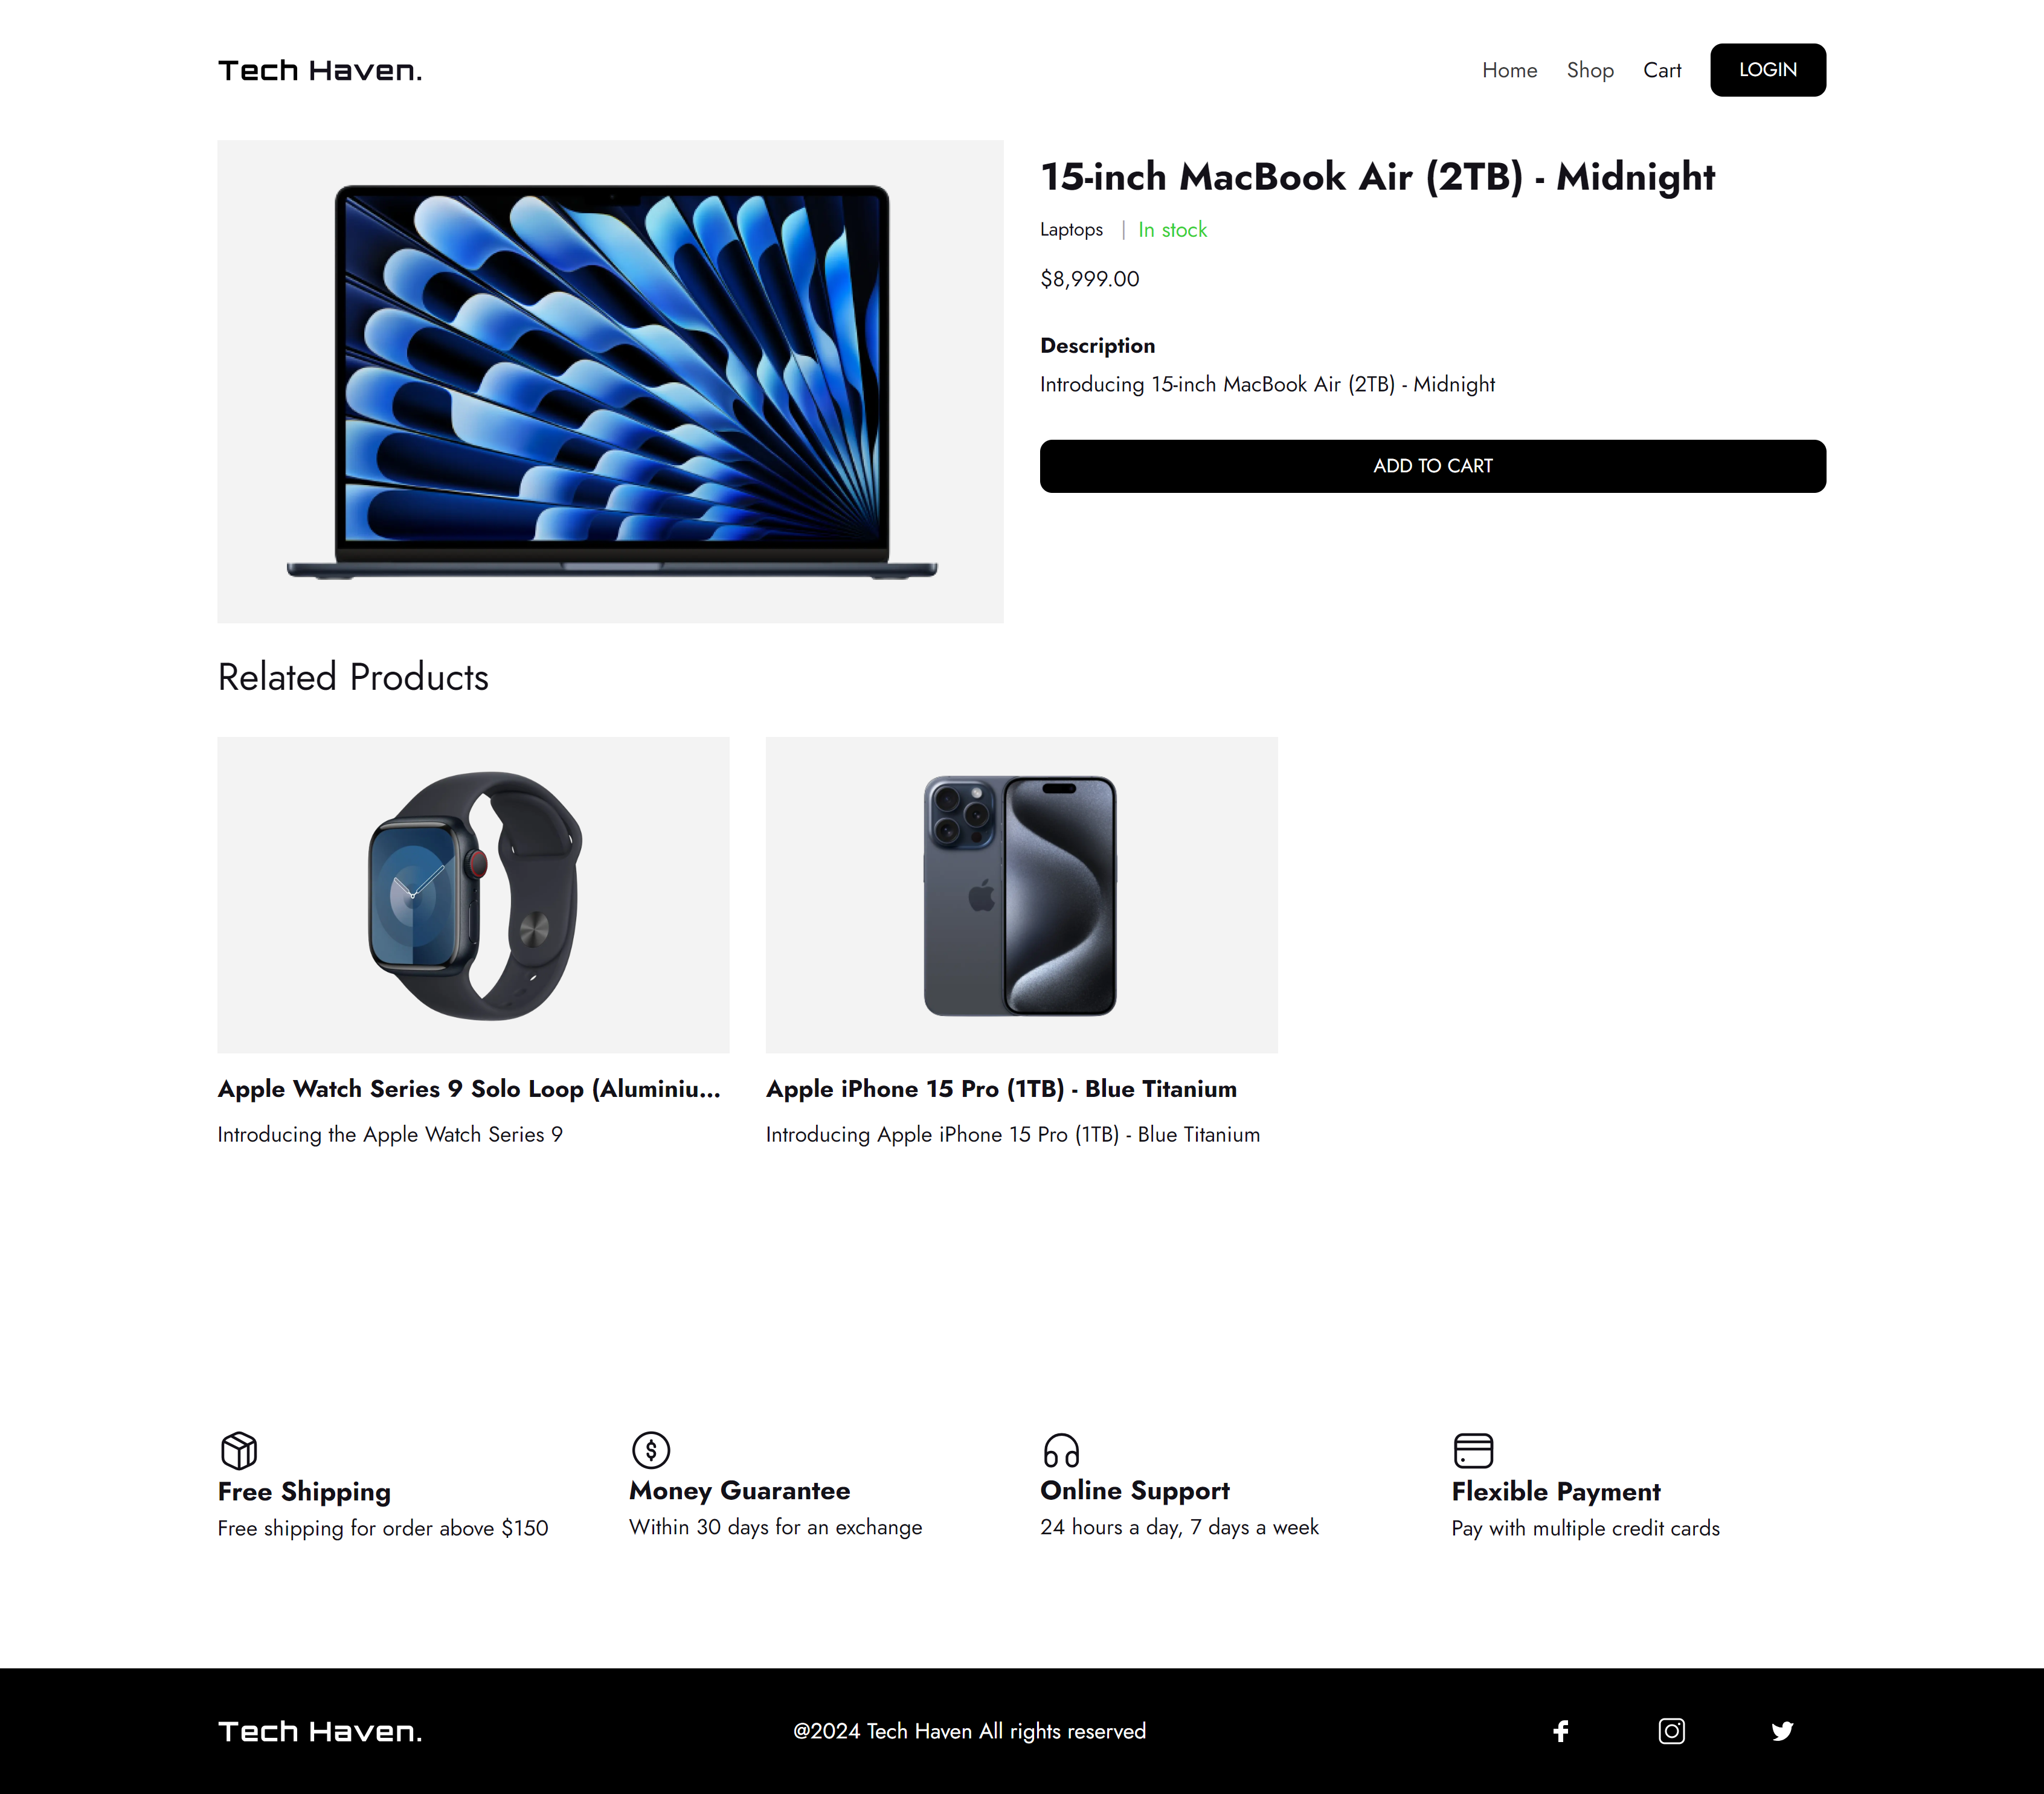 Tech Haven.
Home Shop Cart LOGIN
15-inch MacBook Air (2TB) - Midnight
Laptops | In stock
$8,999.00
Description
Introducing 15-inch MacBook Air (2TB) - Midnight
ADD TO CART
Related Products
Apple Watch Series 9 Solo Loop (Aluminiu...
Introducing the Apple Watch Series 9
Apple iPhone 15 Pro (1TB) - Blue Titanium
Introducing Apple iPhone 15 Pro (1TB) - Blue Titanium
Free Shipping
Free shipping for order above $150
Money Guarantee
Within 30 days for an exchange
Online Support
24 hours a day, 7 days a week
Flexible Payment
Pay with multiple credit cards
Tech Haven.
@2024 Tech Haven All rights reserved